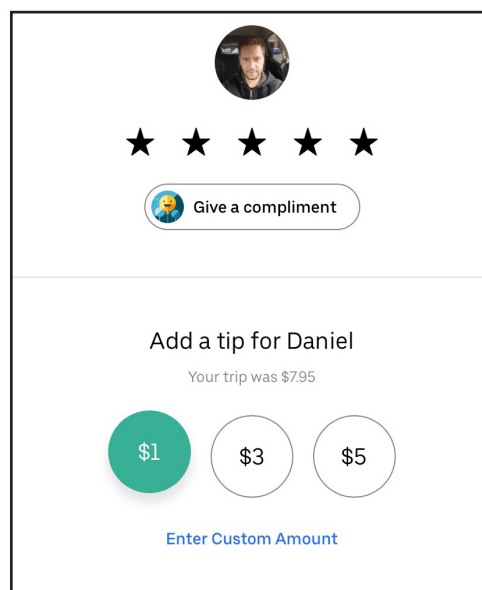 Give a compliment
Add a tip for Daniel
Your trip was $7.95
$1 $3 $5
Enter Custom Amount